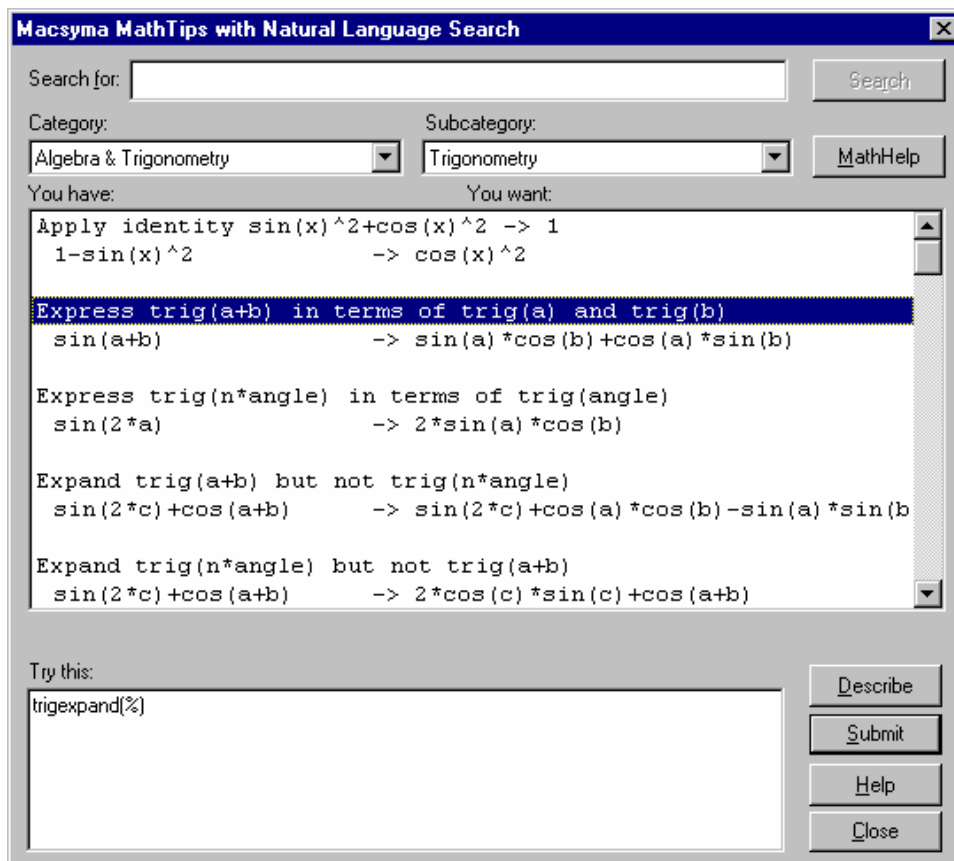 Macsyma MathTips with Natural Language Search
Search for:
Search
Category:
Subcategory:
Algebra & Trigonometry
Trigonometry
MathHelp
You have:
You want:
Apply identity sin(x)^2+cos(x)^2 -> 1
1-sin(x)^2 -> cos(x)^2
Express trig(a+b) in terms of trig(a) and trig(b)
sin(a+b) -> sin(a)*cos(b)+cos(a)*sin(b)
Express trig(n*angle) in terms of trig(angle)
sin(2*a) -> 2*sin(a)*cos(b)
Expand trig(a+b) but not trig(n*angle)
sin(2*c)+cos(a+b) -> sin(2*c)+cos(a)*cos(b)-sin(a)*sin(b
Expand trig(n*angle) but not trig(a+b)
sin(2*c)+cos(a+b) -> 2*cos(c)*sin(c)+cos(a+b)
Try this:
trigexpand(%)
Describe
Submit
Help
Close